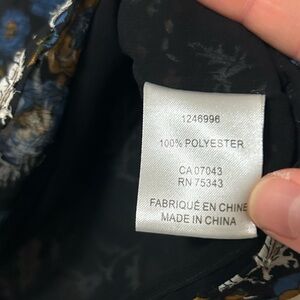 1246996
100% POLYESTER
CA 07043
RN 75343
FABRIQUÉ EN CHINE
MADE IN CHINA